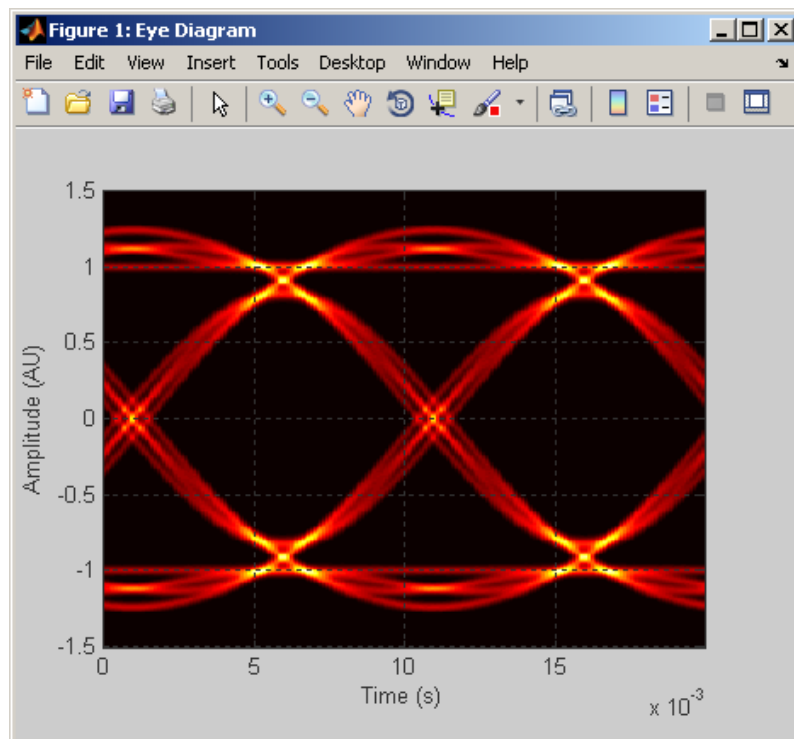 Figure 1: Eye Diagram
File Edit View Insert Tools Desktop Window Help
1.5
1
0.5
0
-0.5
-1
-1.5
Amplitude (AU)
0 5 10 15
Time (s)
x 10⁻³